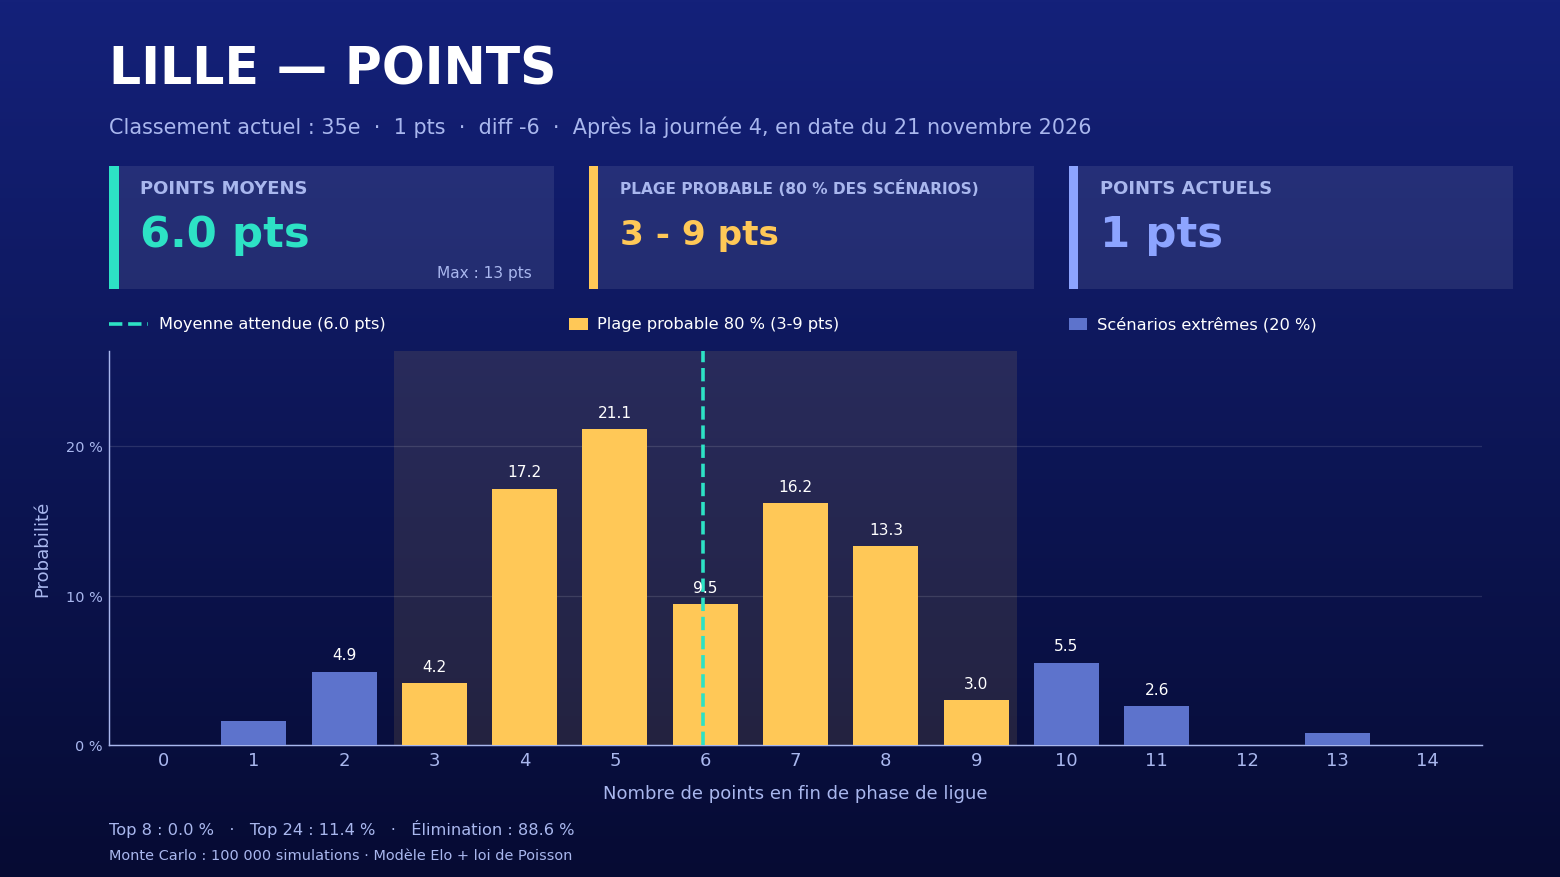 LILLE — POINTS
Classement actuel : 35e · 1 pts · diff -6 · Après la journée 4, en date du 21 novembre 2026
POINTS MOYENS
6.0 pts
Max : 13 pts
PLAGE PROBABLE (80 % DES SCÉNARIOS)
3 - 9 pts
POINTS ACTUELS
1 pts
Moyenne attendue (6.0 pts)
Plage probable 80 % (3-9 pts)
Scénarios extrêmes (20 %)
Probabilité
20 %
10 %
0 %
4.9
4.2
17.2
21.1
9.5
16.2
13.3
3.0
5.5
2.6
0 1 2 3 4 5 6 7 8 9 10 11 12 13 14
Nombre de points en fin de phase de ligue
Top 8 : 0.0 % · Top 24 : 11.4 % · Élimination : 88.6 %
Monte Carlo : 100 000 simulations · Modèle Elo + loi de Poisson